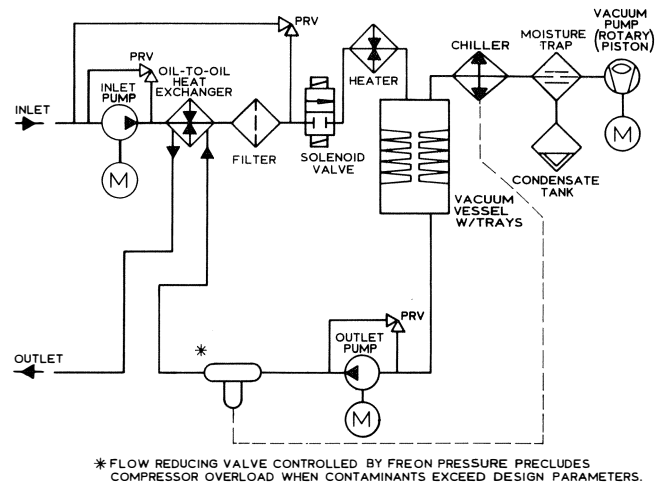 VACUUM
PUMP
(ROTARY)
PISTON
MOISTURE
TRAP
CHILLER
PRV
PRV
OIL-TO-OIL
HEAT
EXCHANGER
HEATER
INLET
INLET
PUMP
M
FILTER
SOLENOID
VALVE
M
CONDENSATE
TANK
VACUUM
VESSEL
W/TRAYS
PRV
OUTLET
PUMP
OUTLET
*
M
* FLOW REDUCING VALVE CONTROLLED BY FREON PRESSURE PRECLUDES
COMPRESSOR OVERLOAD WHEN CONTAMINANTS EXCEED DESIGN PARAMETERS.